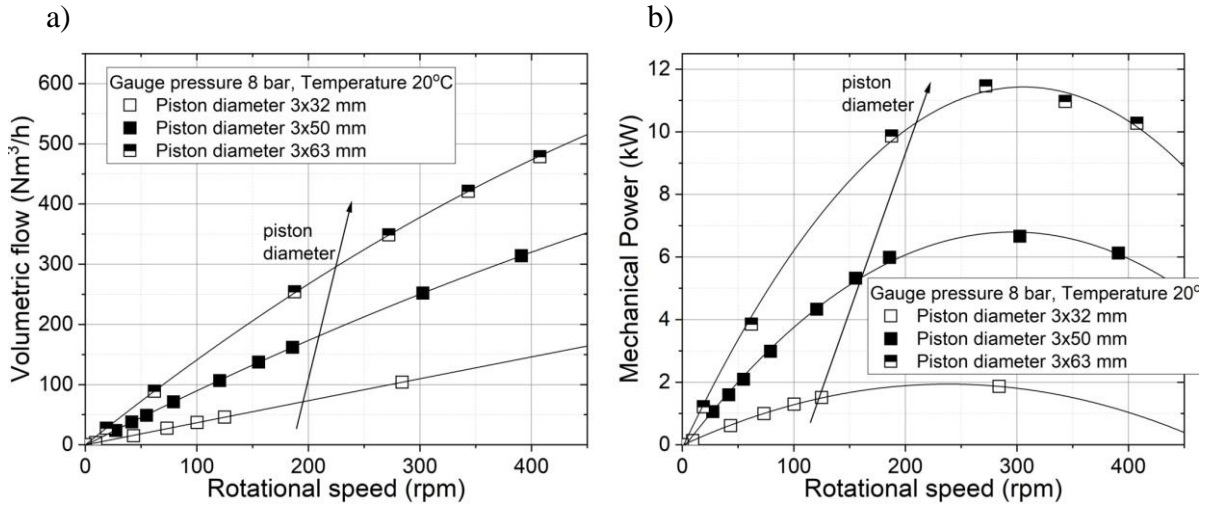 a)
Volumetric flow (Nm³/h)
600
500
400
300
200
100
0
Gauge pressure 8 bar, Temperature 20°C
Piston diameter 3x32 mm
Piston diameter 3x50 mm
Piston diameter 3x63 mm
piston
diameter
0 100 200 300 400
Rotational speed (rpm)
b)
Mechanical Power (kW)
12
10
8
6
4
2
0
piston
diameter
Gauge pressure 8 bar, Temperature 20°
Piston diameter 3x32 mm
Piston diameter 3x50 mm
Piston diameter 3x63 mm
0 100 200 300 400
Rotational speed (rpm)